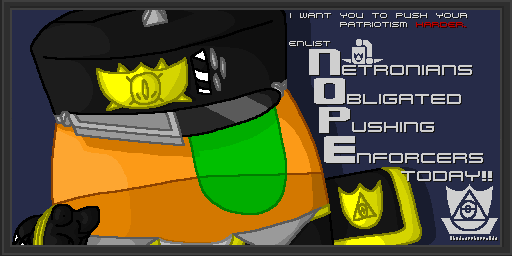 I WANT YOU TO PUSH YOUR
PATRIOTISM HARDER.
ENLIST
NETRONIANS
OBLIGATED
PUSHING
ENFORCERS
TODAY!!